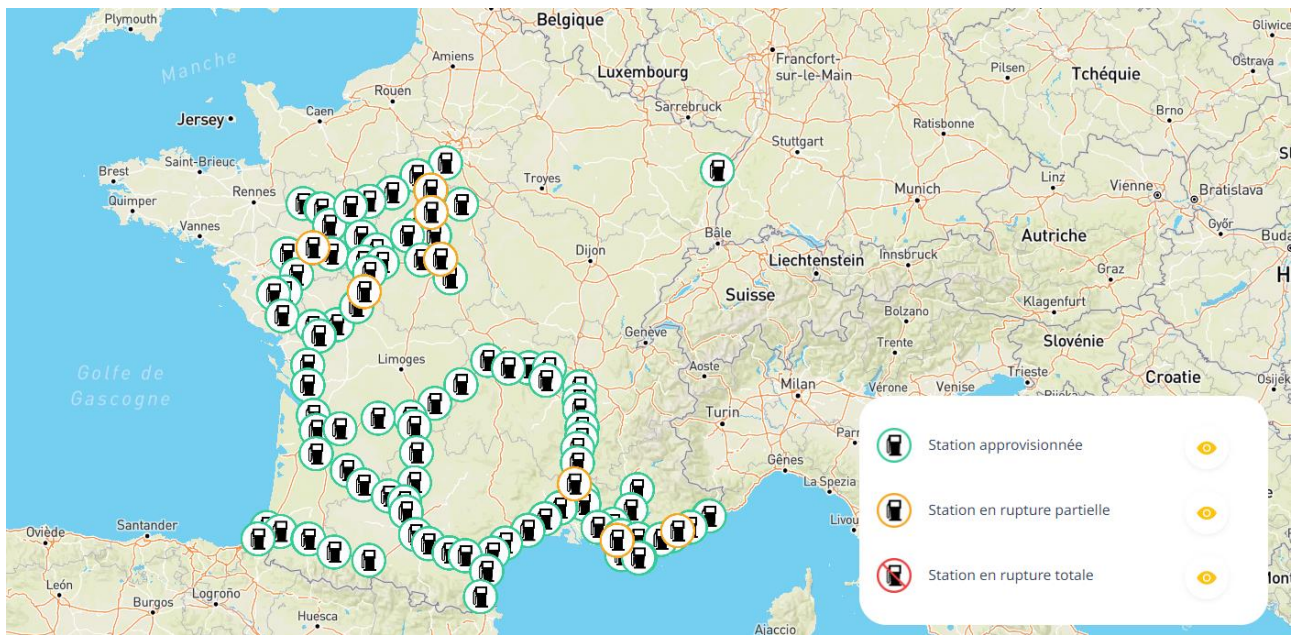 Plymouth
Belgique
Gliwice
Manche
Amiens
Luxembourg
Francfort-
sur-le-Main
Pilsen
Tchéquie
Ostrava
Rouen
Sarrebruck
Brno
Jersey
Caen
Ratisbonne
Stuttgart
Saint-Brieuc
Brest
Rennes
Troyes
Linz
Quimper
Munich
Vienne
Bratislava
Vannes
Bâle
Győr
Dijon
Autriche
Liechtenstein
Innsbruck
Graz
Suisse
Klagenfurt
Bolzano
Genève
Trente
Slovénie
Limoges
Aoste
Golfe de
Gascogne
Milan
Vérone
Venise
Trieste
Croatie
Osijek
Turin
Gênes
La Spezia
Station approvisionnée
Station en rupture partielle
Station en rupture totale
Oviède
Santander
León
Logroño
Burgos
Huesca
Ajaccio